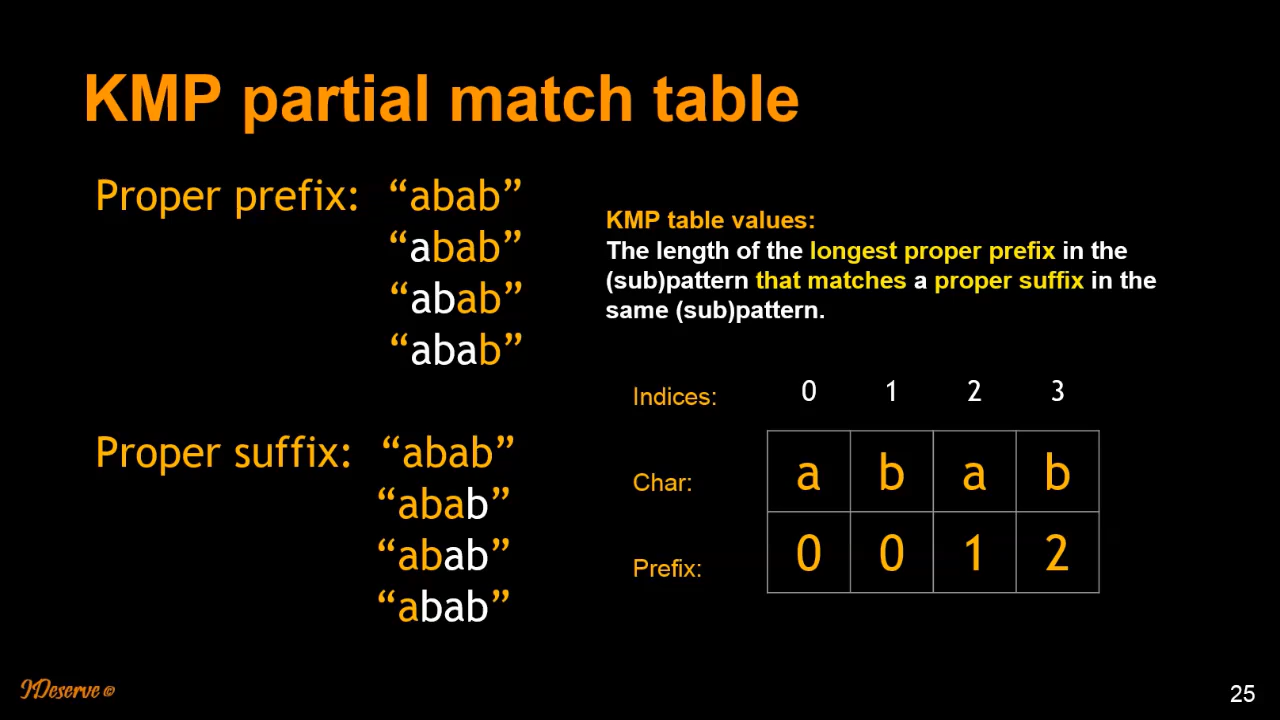 KMP partial match table
Proper prefix: “abab”
“abab”
“abab”
“abab”
Proper suffix: “abab”
“abab”
“abab”
“abab”
KMP table values:
The length of the longest proper prefix in the
(sub)pattern that matches a proper suffix in the
same (sub)pattern.
Indices: 0 1 2 3
Char: a b a b
Prefix: 0 0 1 2
IDeserve ©
25